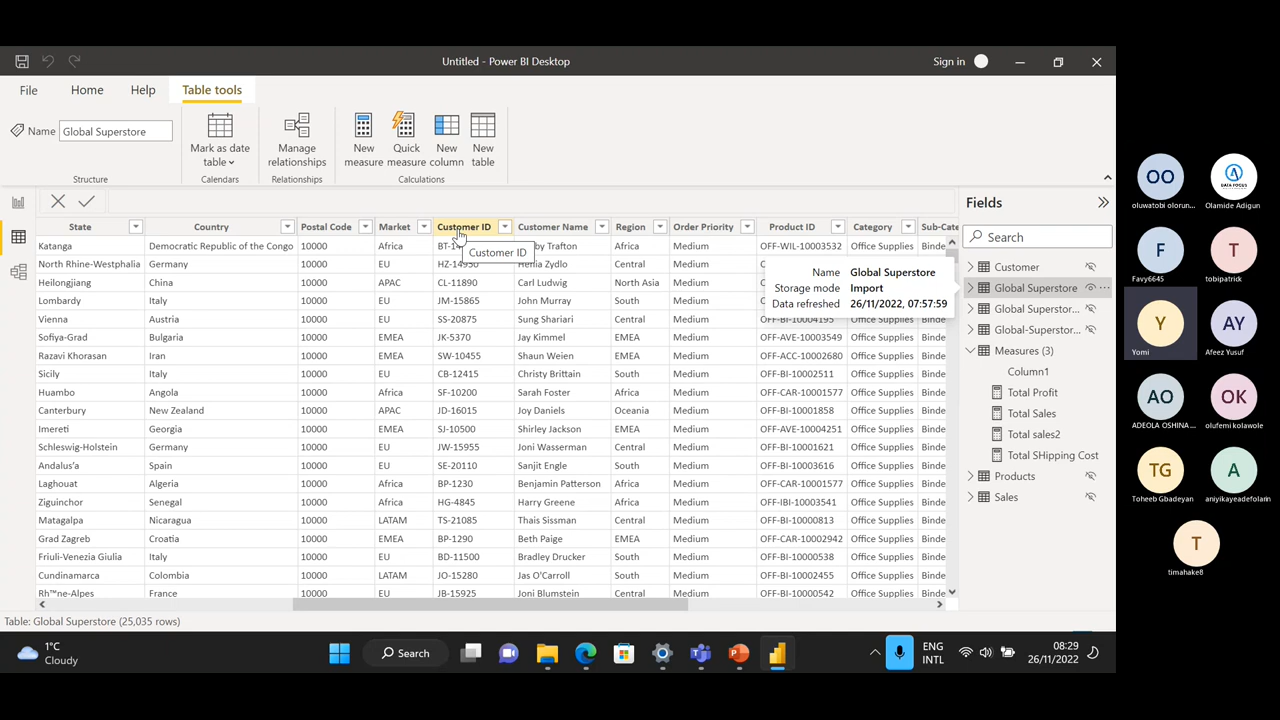 Untitled - Power BI Desktop
Sign in
File
Home
Help
Table tools
Name
Global Superstore
Mark as date
table
Manage
relationships
New
measure
Quick
measure
New
column
New
table
Structure
Calendars
Relationships
Calculations
State Country Postal Code Market Customer ID Customer Name Region Order Priority Product ID Category Sub-Cate
Katanga Democratic Republic of the Congo 10000 Africa by Trafton Africa Medium OFF-WIL-10003532 Office Supplies Binde
North Rhine-Westphalia Germany 10000 EU Central Medium
Heilongjiang China 10000 APAC CL-11890 Carl Ludwig North Asia Medium
Lombardy Italy 10000 EU JM-15865 John Murray South Medium
Vienna Austria 10000 EU SS-20875 Sung Shariari Central Medium OFF-BI-10004195 Office Supplies Binde
Sofiya-Grad Bulgaria 10000 EMEA JK-5370 Jay Kimmel EMEA Medium OFF-AVE-10003549 Office Supplies Binde
Razavi Khorasan Iran 10000 EMEA SW-10455 Shaun Weien EMEA Medium OFF-ACC-10002680 Office Supplies Binde
Sicily Italy 10000 EU CB-12415 Christy Brittain South Medium OFF-BI-10002511 Office Supplies Binde
Huambo Angola 10000 Africa SF-10200 Sarah Foster Africa Medium OFF-CAR-10001577 Office Supplies Binde
Canterbury New Zealand 10000 APAC JD-16015 Joy Daniels Oceania Medium OFF-BI-10001858 Office Supplies Binde
Imereti Georgia 10000 EMEA SJ-10500 Shirley Jackson EMEA Medium OFF-AVE-10004251 Office Supplies Binde
Schleswig-Holstein Germany 10000 EU JW-15955 Joni Wasserman Central Medium OFF-BI-10001621 Office Supplies Binde
Andalus'a Spain 10000 EU SE-20110 Sanjit Engle South Medium OFF-BI-10003616 Office Supplies Binde
Laghouat Algeria 10000 Africa BP-1230 Benjamin Patterson Africa Medium OFF-CAR-10001577 Office Supplies Binde
Ziguinchor Senegal 10000 Africa HG-4845 Harry Greene Africa Medium OFF-IBI-10003541 Office Supplies Binde
Matagalpa Nicaragua 10000 LATAM TS-21085 Thais Sissman Central Medium OFF-BI-10000813 Office Supplies Binde
Grad Zagreb Croatia 10000 EMEA BP-1290 Beth Paige EMEA Medium OFF-CAR-10002942 Office Supplies Binde
Friuli-Venezia Giulia Italy 10000 EU BD-11500 Bradley Drucker South Medium OFF-BI-10000538 Office Supplies Binde
Cundinamarca Colombia 10000 LATAM JO-15280 Jas O'Carroll South Medium OFF-BI-10002455 Office Supplies Binde
Rh™ne-Alpes France 10000 EU JB-15925 Joni Blumstein Central Medium OFF-BI-10000542 Office Supplies Binde
Customer ID
Name Global Superstore
Storage mode Import
Data refreshed 26/11/2022, 07:57:59
Fields
Search
Customer
Global Superstore
Global Superstor...
Global-Superstor...
Measures (3)
Column1
Total Profit
Total Sales
Total sales2
Total SHipping Cost
Products
Sales
Table: Global Superstore (25,035 rows)
1°C
Cloudy
Search
ENG
INTL
08:29
26/11/2022
OO
oluwatobi olorun...
DATA FOCUS
Olamide Adigun
F
Favy6645
T
tobipatrick
Y
Yomi
AY
Afeez Yusuf
AO
ADEOLA OSHINA ...
OK
olufemi kolawole
TG
Toheeb Gbadeyan
A
aniyikayeadefolarin
T
timahake8